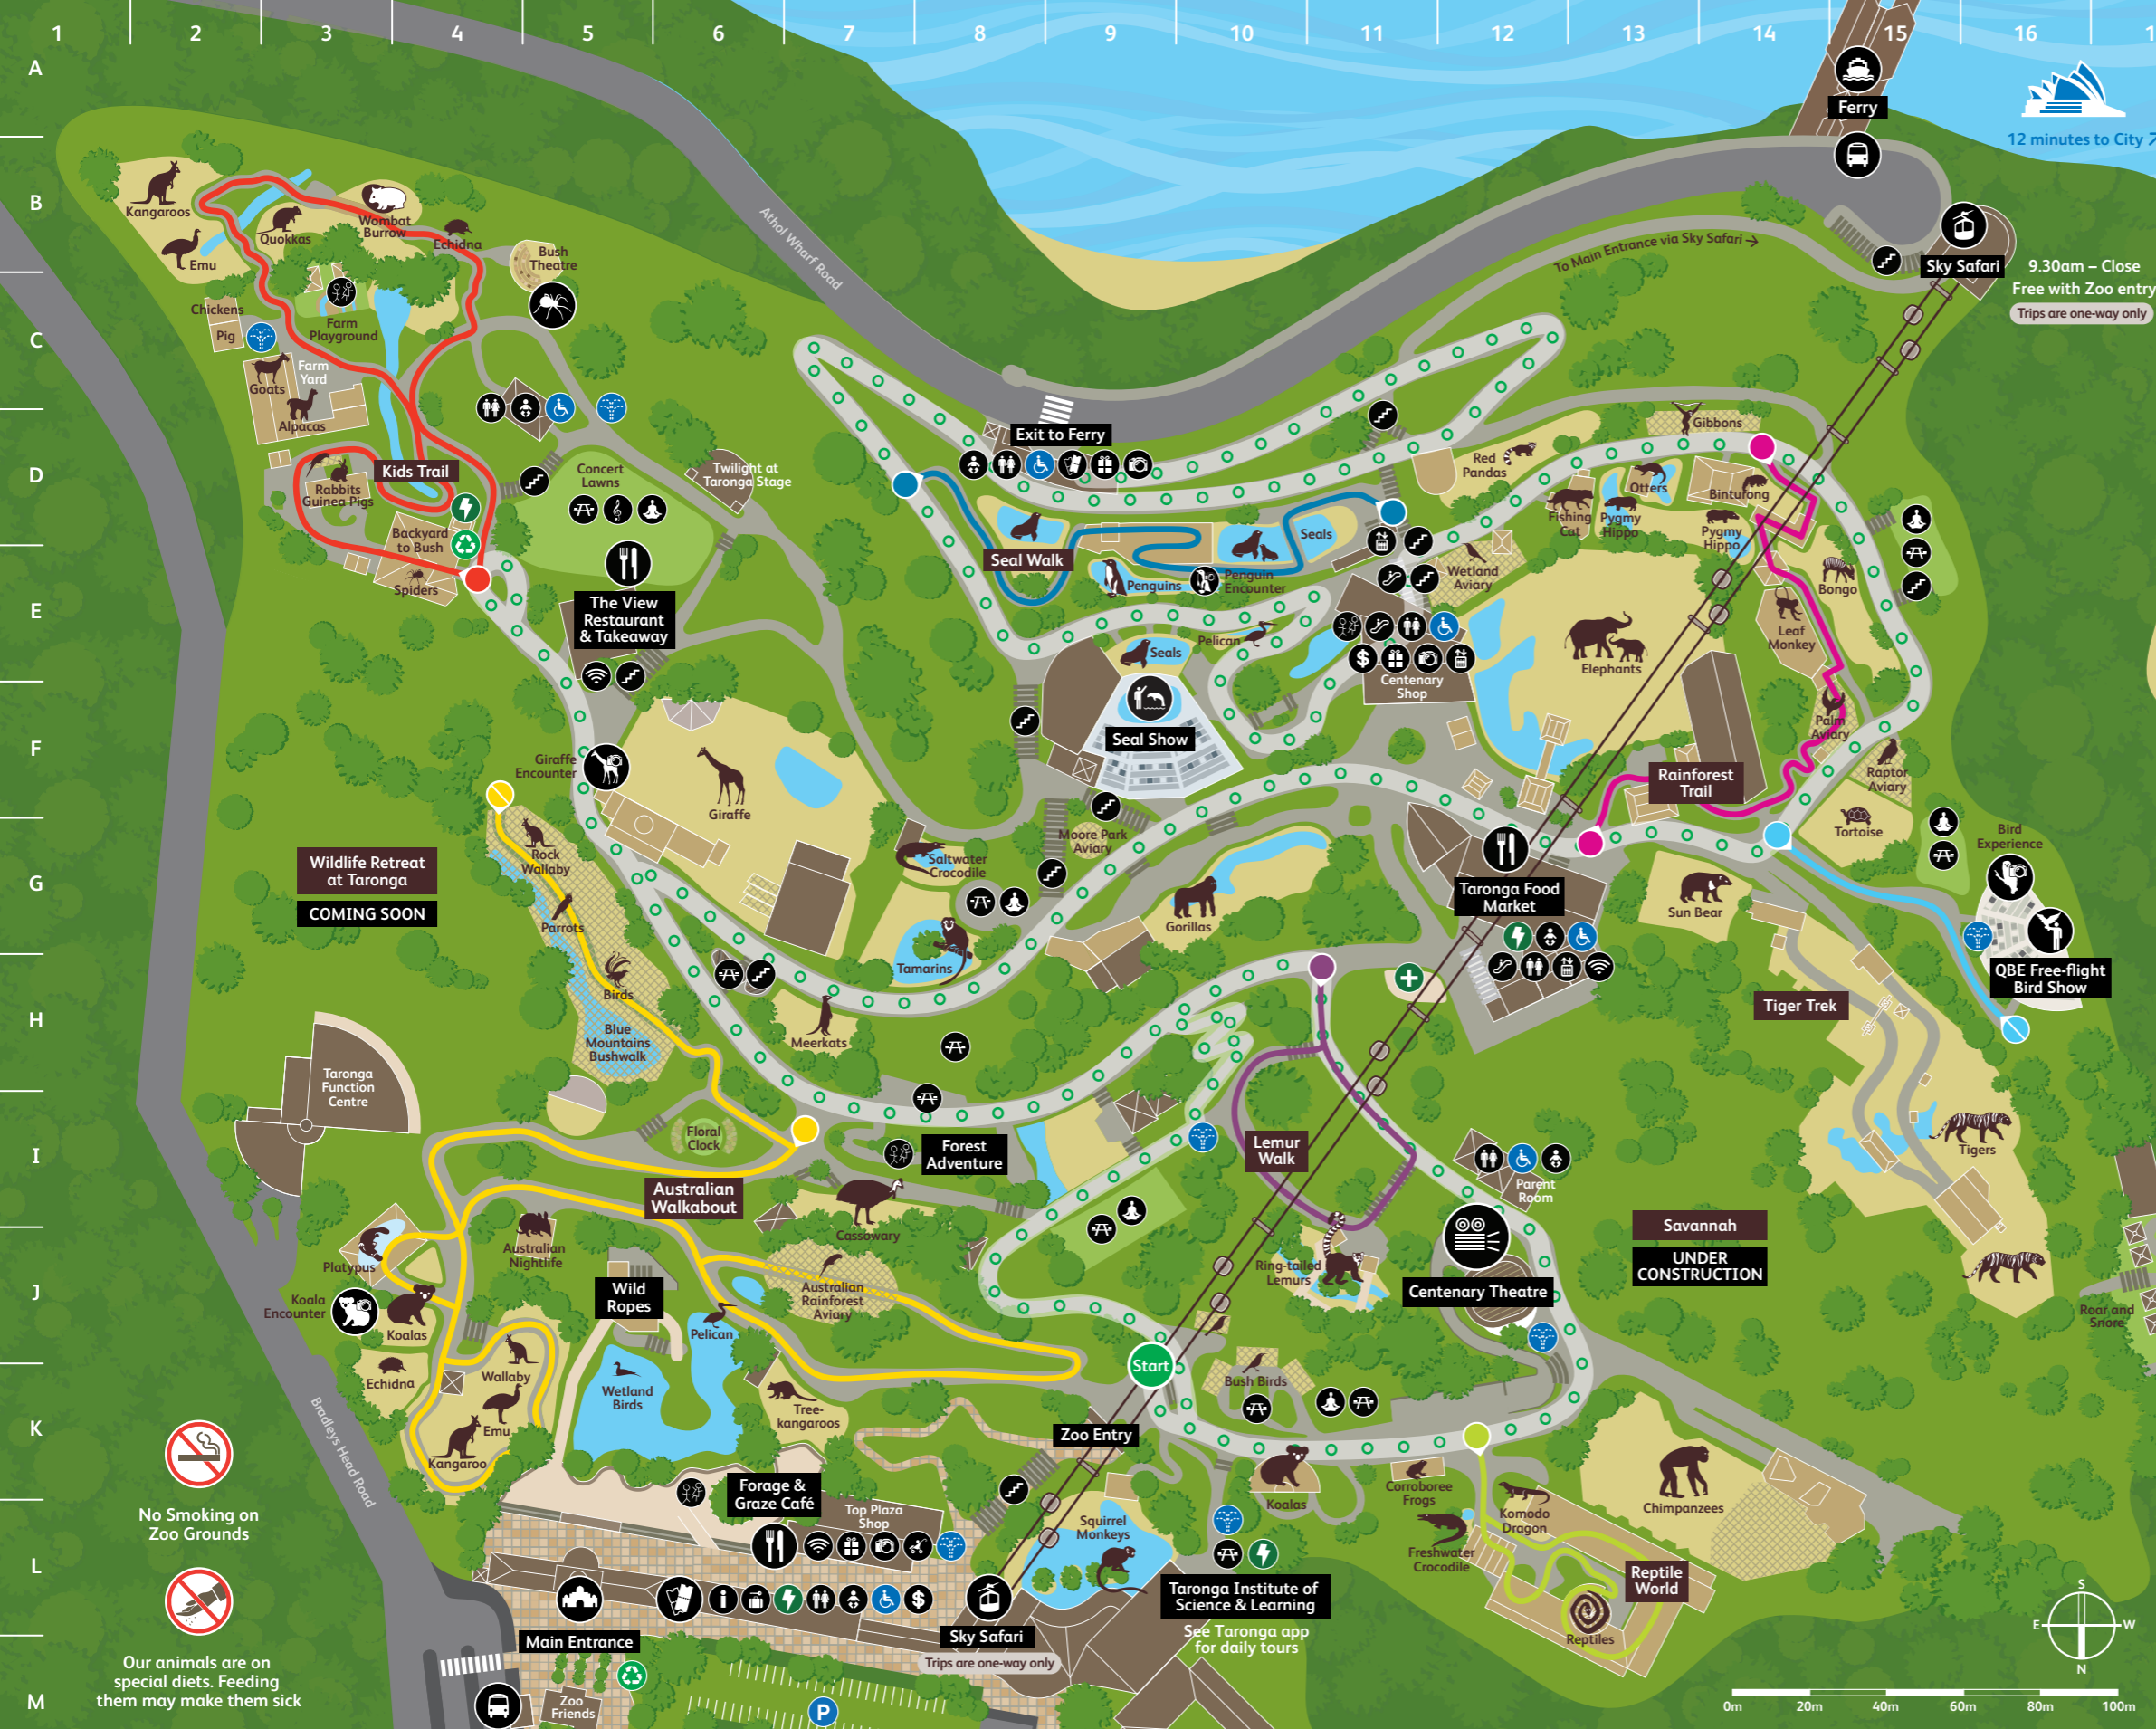 1 2 3 4 5 6 7 8 9 10 11 12 13 14 15 16 1
A
B
C
D
E
F
G
H
I
J
K
L
M
Ferry
12 minutes to City
Sky Safari
9.30am – Close
Free with Zoo entry
Trips are one-way only
To Main Entrance via Sky Safari →
Athol Wharf Road
Kangaroos
Emu
Quokkas
Wombat
Burrow
Echidna
Bush
Theatre
Chickens
Pig
Farm
Playground
Farm
Yard
Goats
Alpacas
Kids Trail
Rabbits
Guinea Pigs
Backyard
to Bush
Spiders
Concert
Lawns
Twilight at
Taronga Stage
The View
Restaurant
& Takeaway
Exit to Ferry
Seal Walk
Seals
Penguins
Penguin
Encounter
Pelican
Seals
Seal Show
Wetland
Aviary
$
Centenary
Shop
Red
Pandas
Gibbons
Otters
Binturong
Fishing
Cat
Pygmy
Hippo
Pygmy
Hippo
Bongo
Leaf
Monkey
Elephants
Palm
Aviary
Raptor
Aviary
Rainforest
Trail
Tortoise
Giraffe
Encounter
Giraffe
Rock
Wallaby
Parrots
Birds
Blue
Mountains
Bushwalk
Wildlife Retreat
at Taronga
COMING SOON
Saltwater
Crocodile
Tamarins
Moore Park
Aviary
Gorillas
Meerkats
Taronga Food
Market
Sun Bear
Bird
Experience
QBE Free-flight
Bird Show
Tiger Trek
Tigers
Taronga
Function
Centre
Floral
Clock
Forest
Adventure
Australian
Walkabout
Cassowary
Lemur
Walk
Parent
Room
Ring-tailed
Lemurs
Centenary Theatre
Savannah
UNDER
CONSTRUCTION
Roar and
Snore
Platypus
Australian
Nightlife
Koala
Encounter
Koalas
Wild
Ropes
Pelican
Australian
Rainforest
Aviary
Echidna
Wallaby
Emu
Kangaroo
Wetland
Birds
Tree-
kangaroos
Start
Bush Birds
Zoo Entry
Koalas
Corroboree
Frogs
Komodo
Dragon
Freshwater
Crocodile
Chimpanzees
Reptile
World
Reptiles
Bradleys Head Road
No Smoking on
Zoo Grounds
Our animals are on
special diets. Feeding
them may make them sick
Forage &
Graze Café
Top Plaza
Shop
i
$
Main Entrance
Sky Safari
Trips are one-way only
Squirrel
Monkeys
Taronga Institute of
Science & Learning
See Taronga app
for daily tours
Zoo
Friends
P
S
E W
N
0m 20m 40m 60m 80m 100m